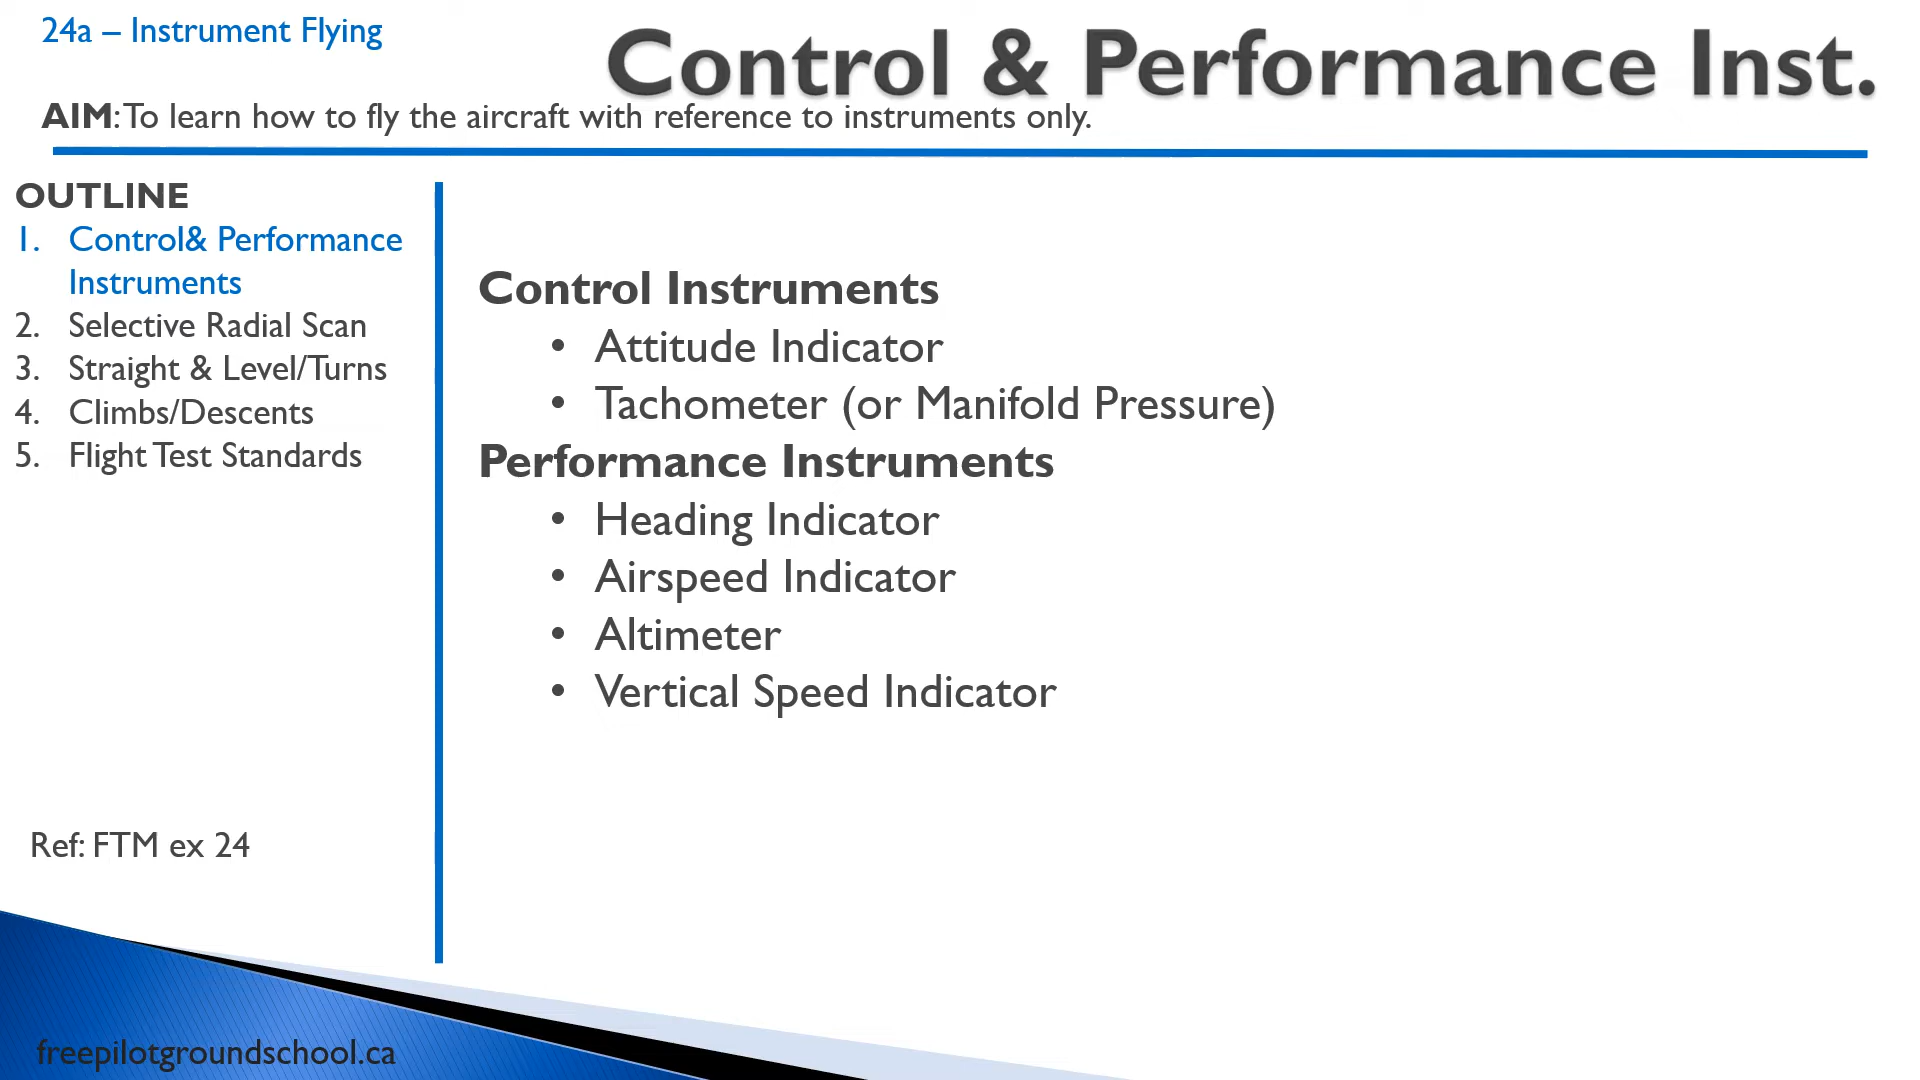 24a – Instrument Flying
Control & Performance Inst.
AIM: To learn how to fly the aircraft with reference to instruments only.
OUTLINE
1. Control& Performance
Instruments
2. Selective Radial Scan
3. Straight & Level/Turns
4. Climbs/Descents
5. Flight Test Standards
Ref: FTM ex 24
Control Instruments
• Attitude Indicator
• Tachometer (or Manifold Pressure)
Performance Instruments
• Heading Indicator
• Airspeed Indicator
• Altimeter
• Vertical Speed Indicator
freepilotgroundschool.ca